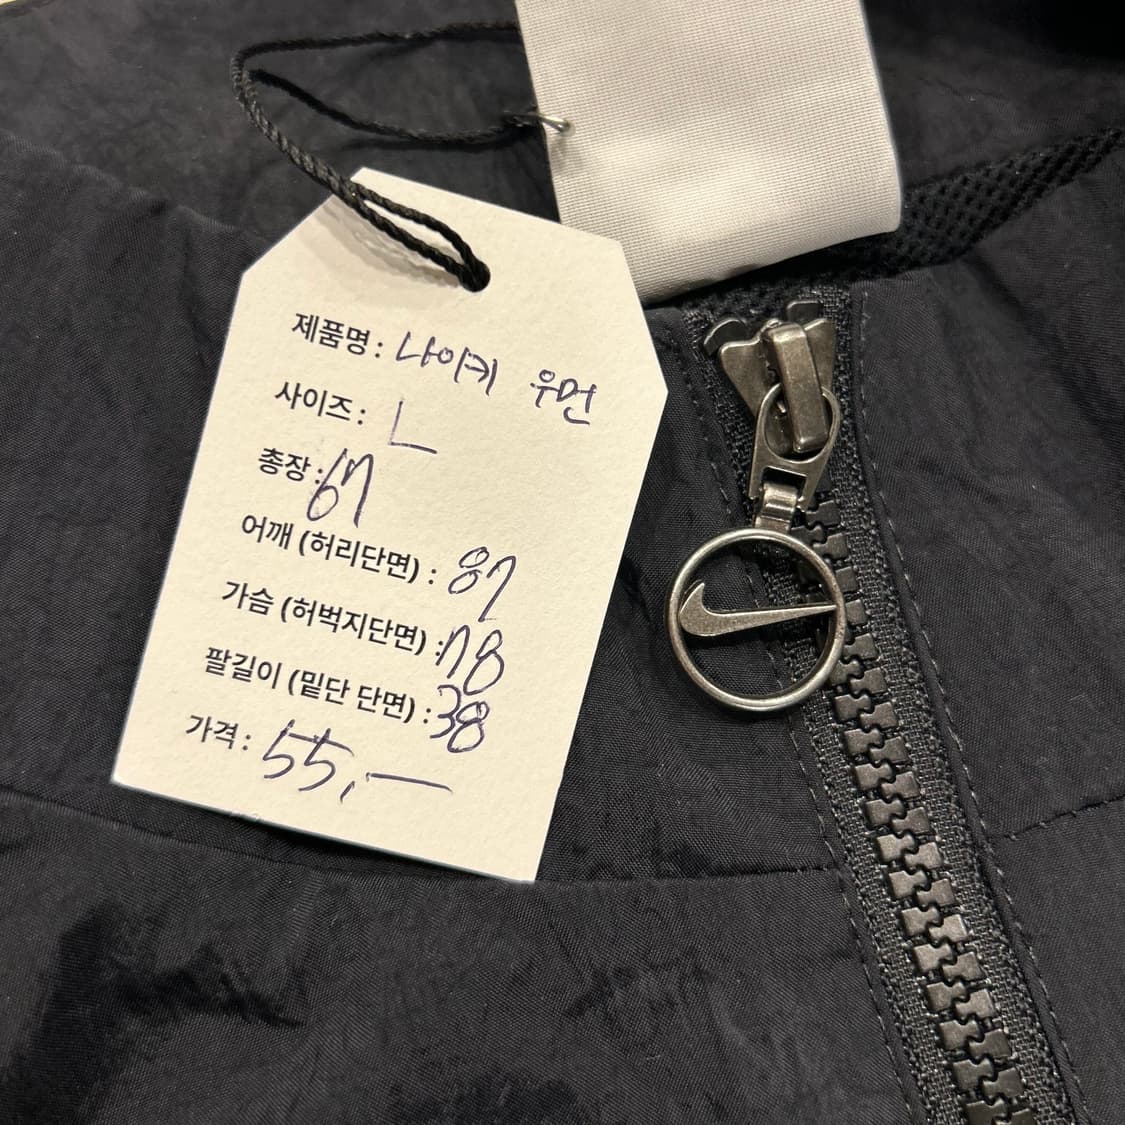 제품명 : 나이키 우먼
사이즈 : L
총장 : 67
어깨 (허리단면) : 87
가슴 (허벅지단면) : 78
팔길이 (밑단 단면) : 38
가격 : 55,—